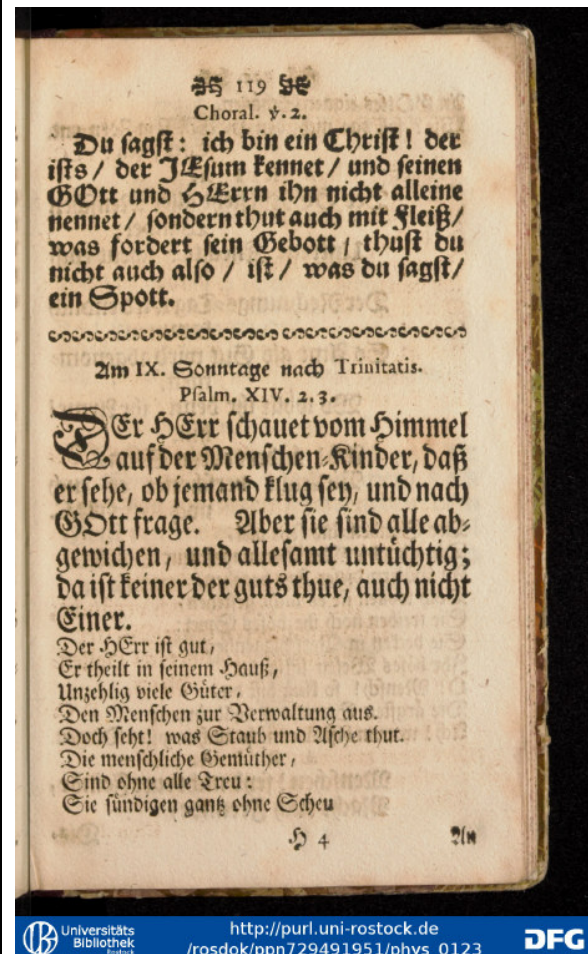 119
Choral. v. 2.
Du sagst: ich bin ein Christ! der
ists / der JEsum kennet / und seinen
GOtt und HErrn ihn nicht alleine
nennet / sondern thut auch mit Fleiß /
was fordert sein Gebott / thust du
nicht auch also / ist / was du sagst /
ein Spott.
Am IX. Sonntage nach Trinitatis.
Psalm. XIV. 2. 3.
DEr HErr schauet vom Himmel
auf der Menschen-Kinder, daß
er sehe, ob jemand klug sey, und nach
GOtt frage. Aber sie sind alle ab-
gewichen, und allesamt untüchtig;
da ist keiner der guts thue, auch nicht
Einer.
Der HErr ist gut,
Er theilt in seinem Hauß,
Unzehlig viele Güter,
Den Menschen zur Verwaltung aus.
Doch seht! was Staub und Asche thut.
Die menschliche Gemüther,
Sind ohne alle Treu:
Sie sündigen gantz ohne Scheu
H 4 An
Universitäts
Bibliothek
Rostock
http://purl.uni-rostock.de
/rosdok/ppn729491951/phys_0123
DFG